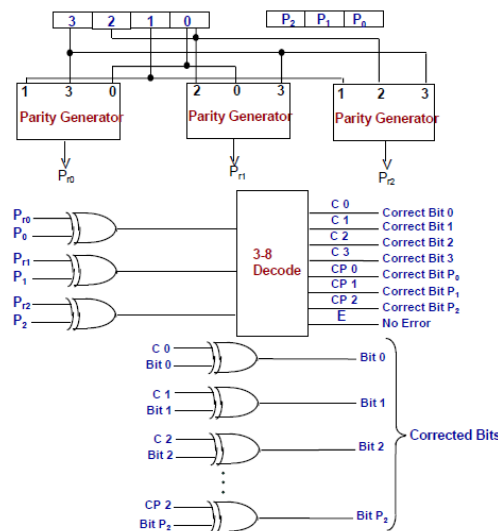 3 2 1 0
P2 P1 P0
1 3 0
Parity Generator
2 0 3
Parity Generator
1 2 3
Parity Generator
Pr0
Pr1
Pr2
Pr0
P0
Pr1
P1
Pr2
P2
3-8
Decode
C 0
Correct Bit 0
C 1
Correct Bit 1
C 2
Correct Bit 2
C 3
Correct Bit 3
CP 0
Correct Bit P0
CP 1
Correct Bit P1
CP 2
Correct Bit P2
E
No Error
C 0
Bit 0
Bit 0
C 1
Bit 1
Bit 1
C 2
Bit 2
Bit 2
CP 2
Bit P2
Bit P2
Corrected Bits